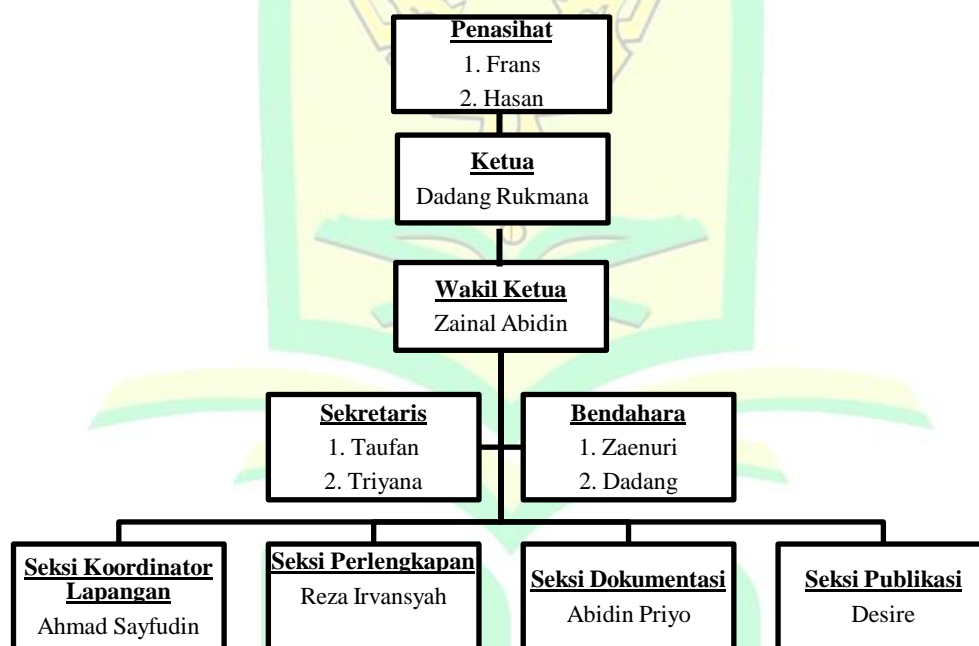 Penasihat
1. Frans
2. Hasan
Ketua
Dadang Rukmana
Wakil Ketua
Zainal Abidin
Sekretaris
1. Taufan
2. Triyana
Bendahara
1. Zaenuri
2. Dadang
Seksi Koordinator
Lapangan
Ahmad Sayfudin
Seksi Perlengkapan
Reza Irvansyah
Seksi Dokumentasi
Abidin Priyo
Seksi Publikasi
Desire